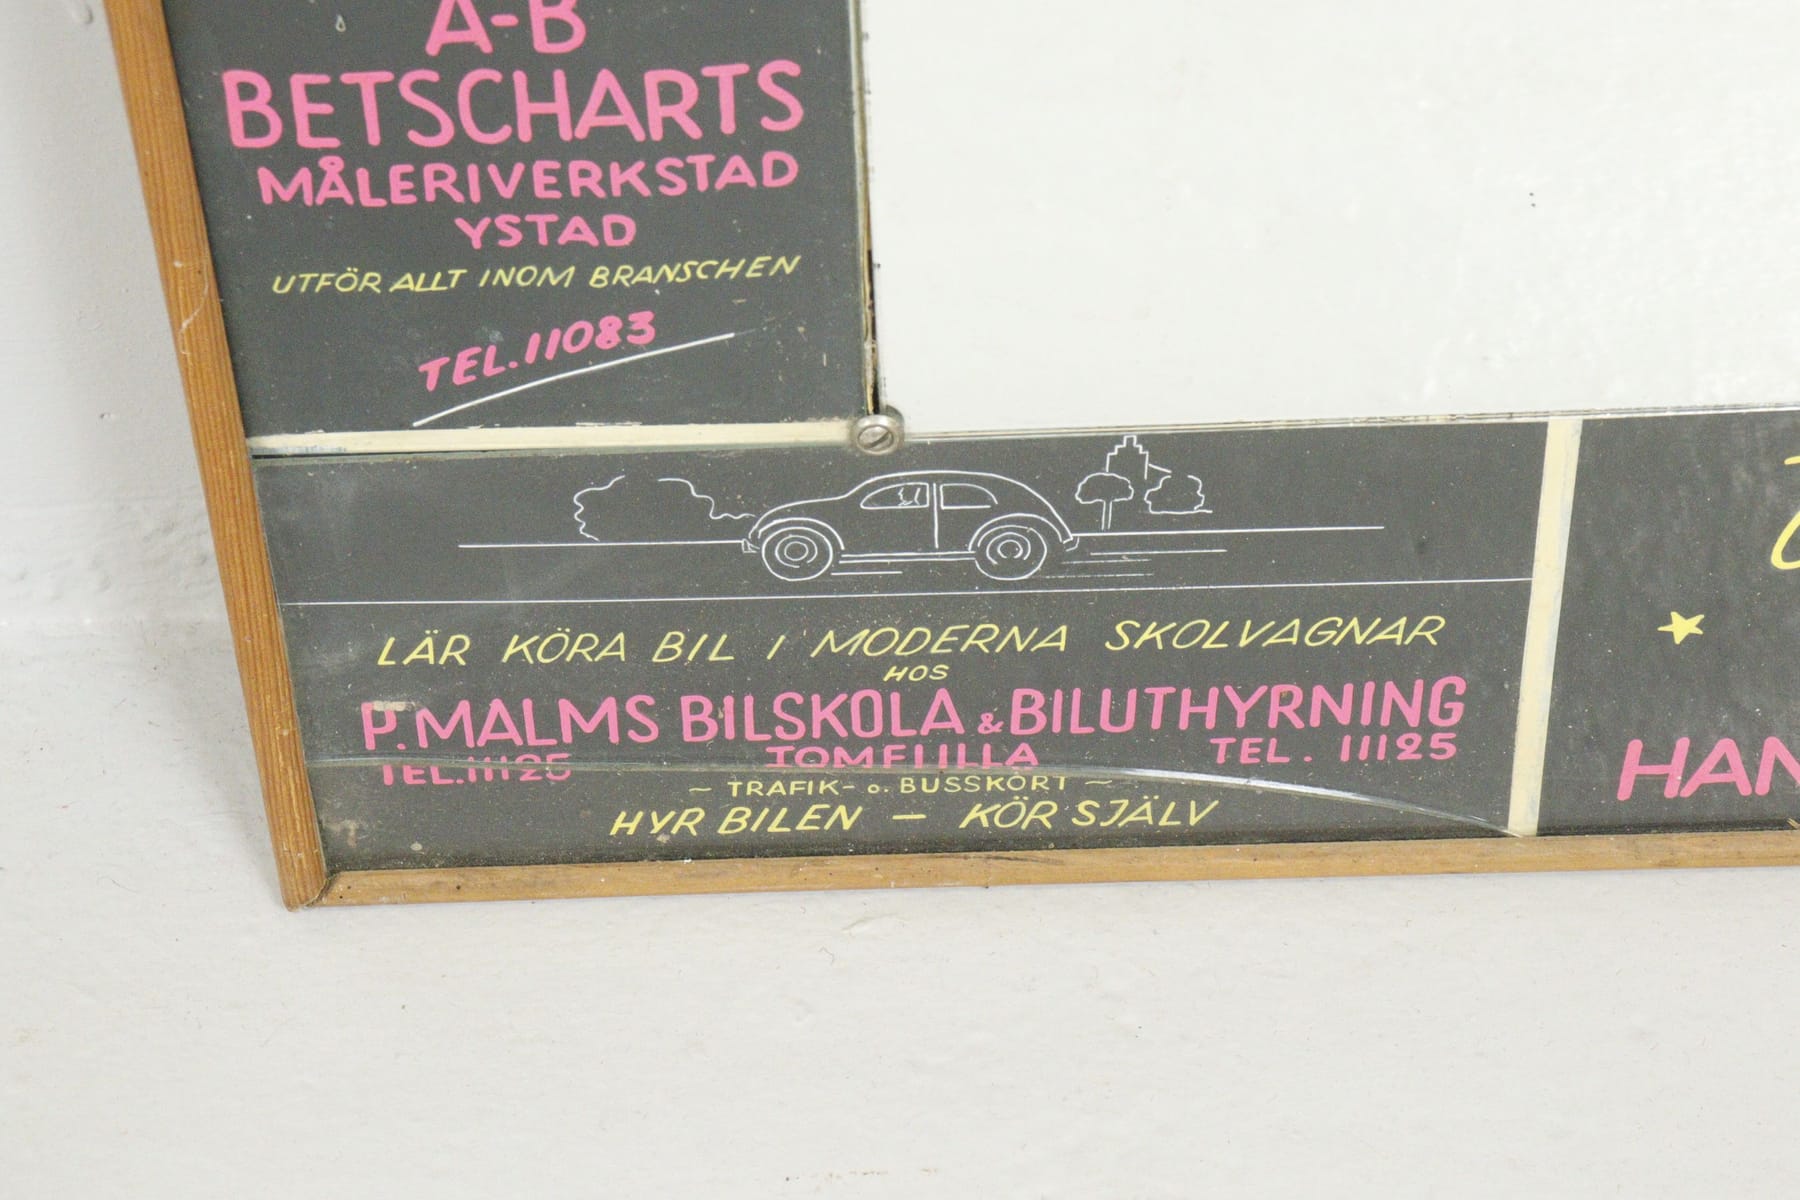 A-B
BETSCHARTS
MÅLERIVERKSTAD
YSTAD
UTFÖR ALLT INOM BRANSCHEN
TEL. 11083
LÄR KÖRA BIL I MODERNA SKOLVAGNAR
HOS
P. MALMS BILSKOLA & BILUTHYRNING
TEL. 11125 TOMELILLA TEL. 11125
~ TRAFIK- o. BUSSKORT ~
HYR BILEN — KÖR SJÄLV
HAN